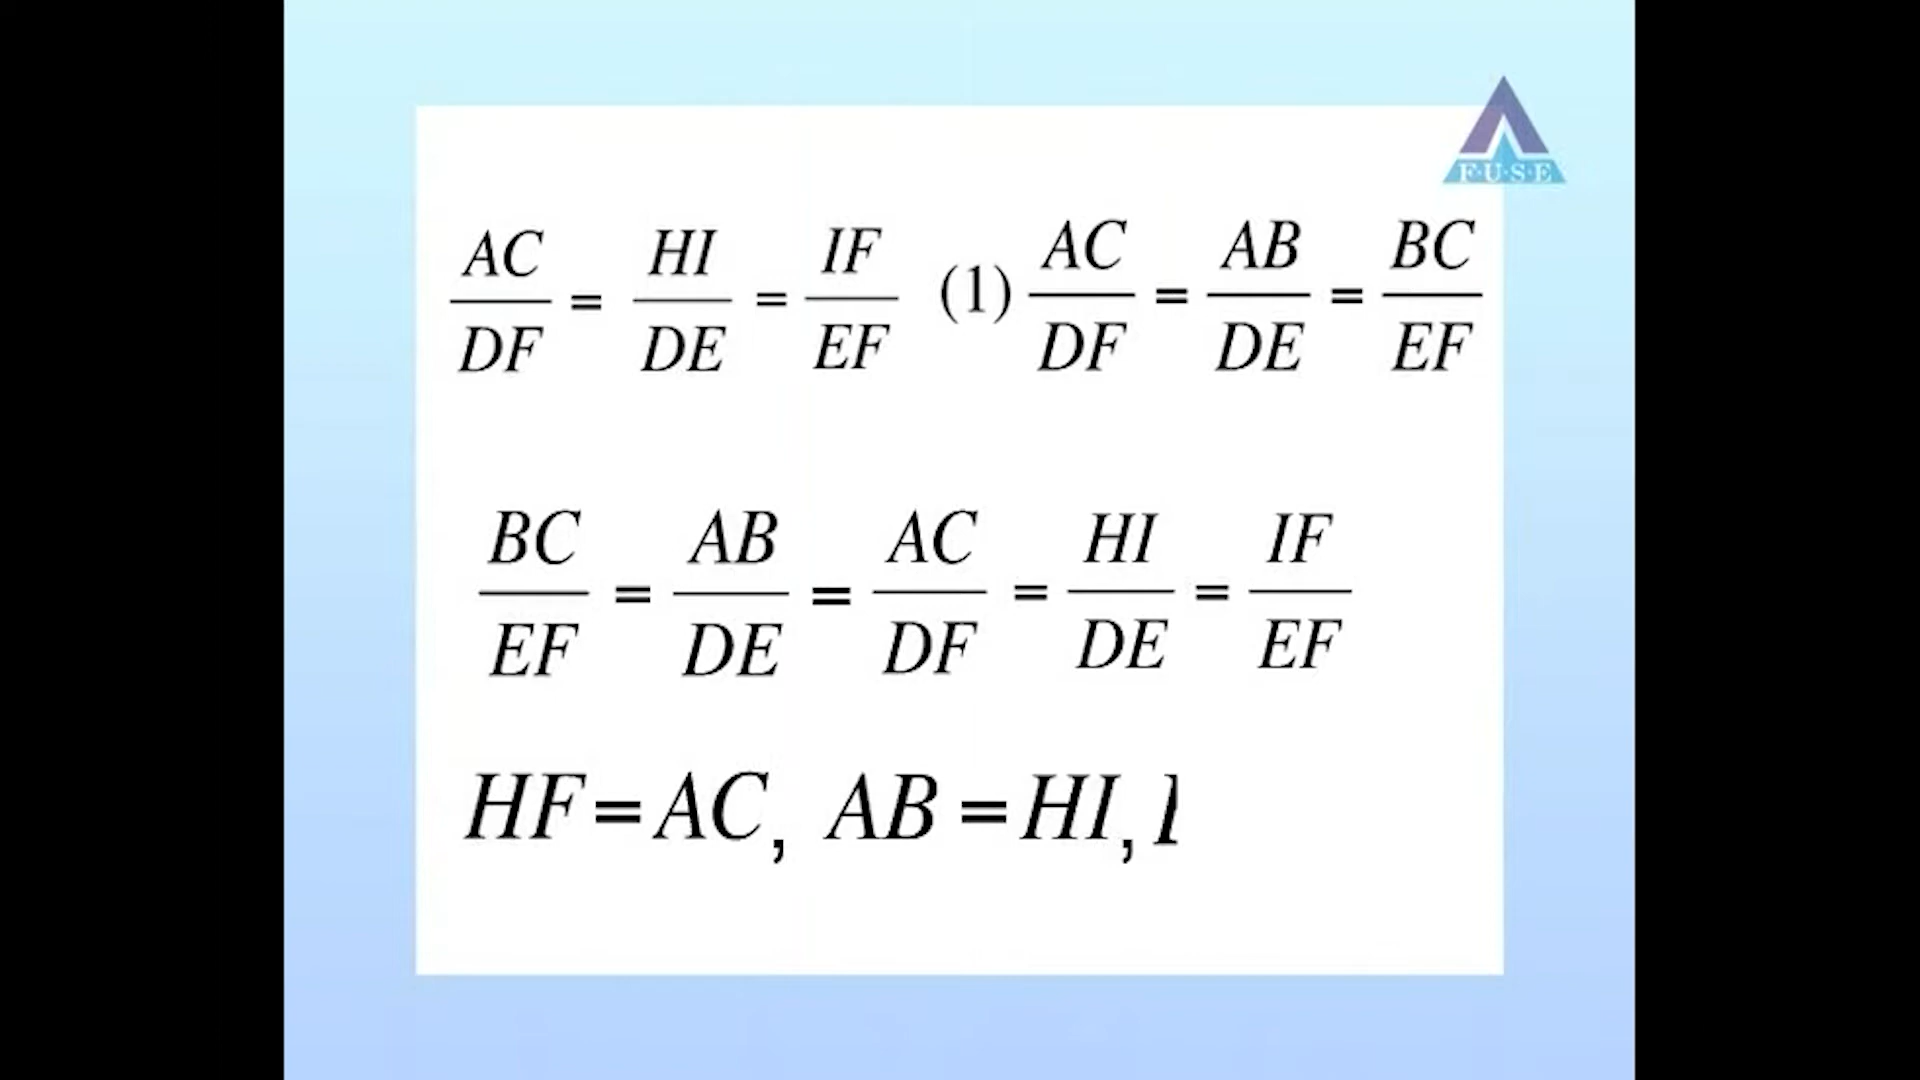 F·U·S·E
AC/DF = HI/DE = IF/EF (1) AC/DF = AB/DE = BC/EF
BC/EF = AB/DE = AC/DF = HI/DE = IF/EF
HF = AC, AB = HI,